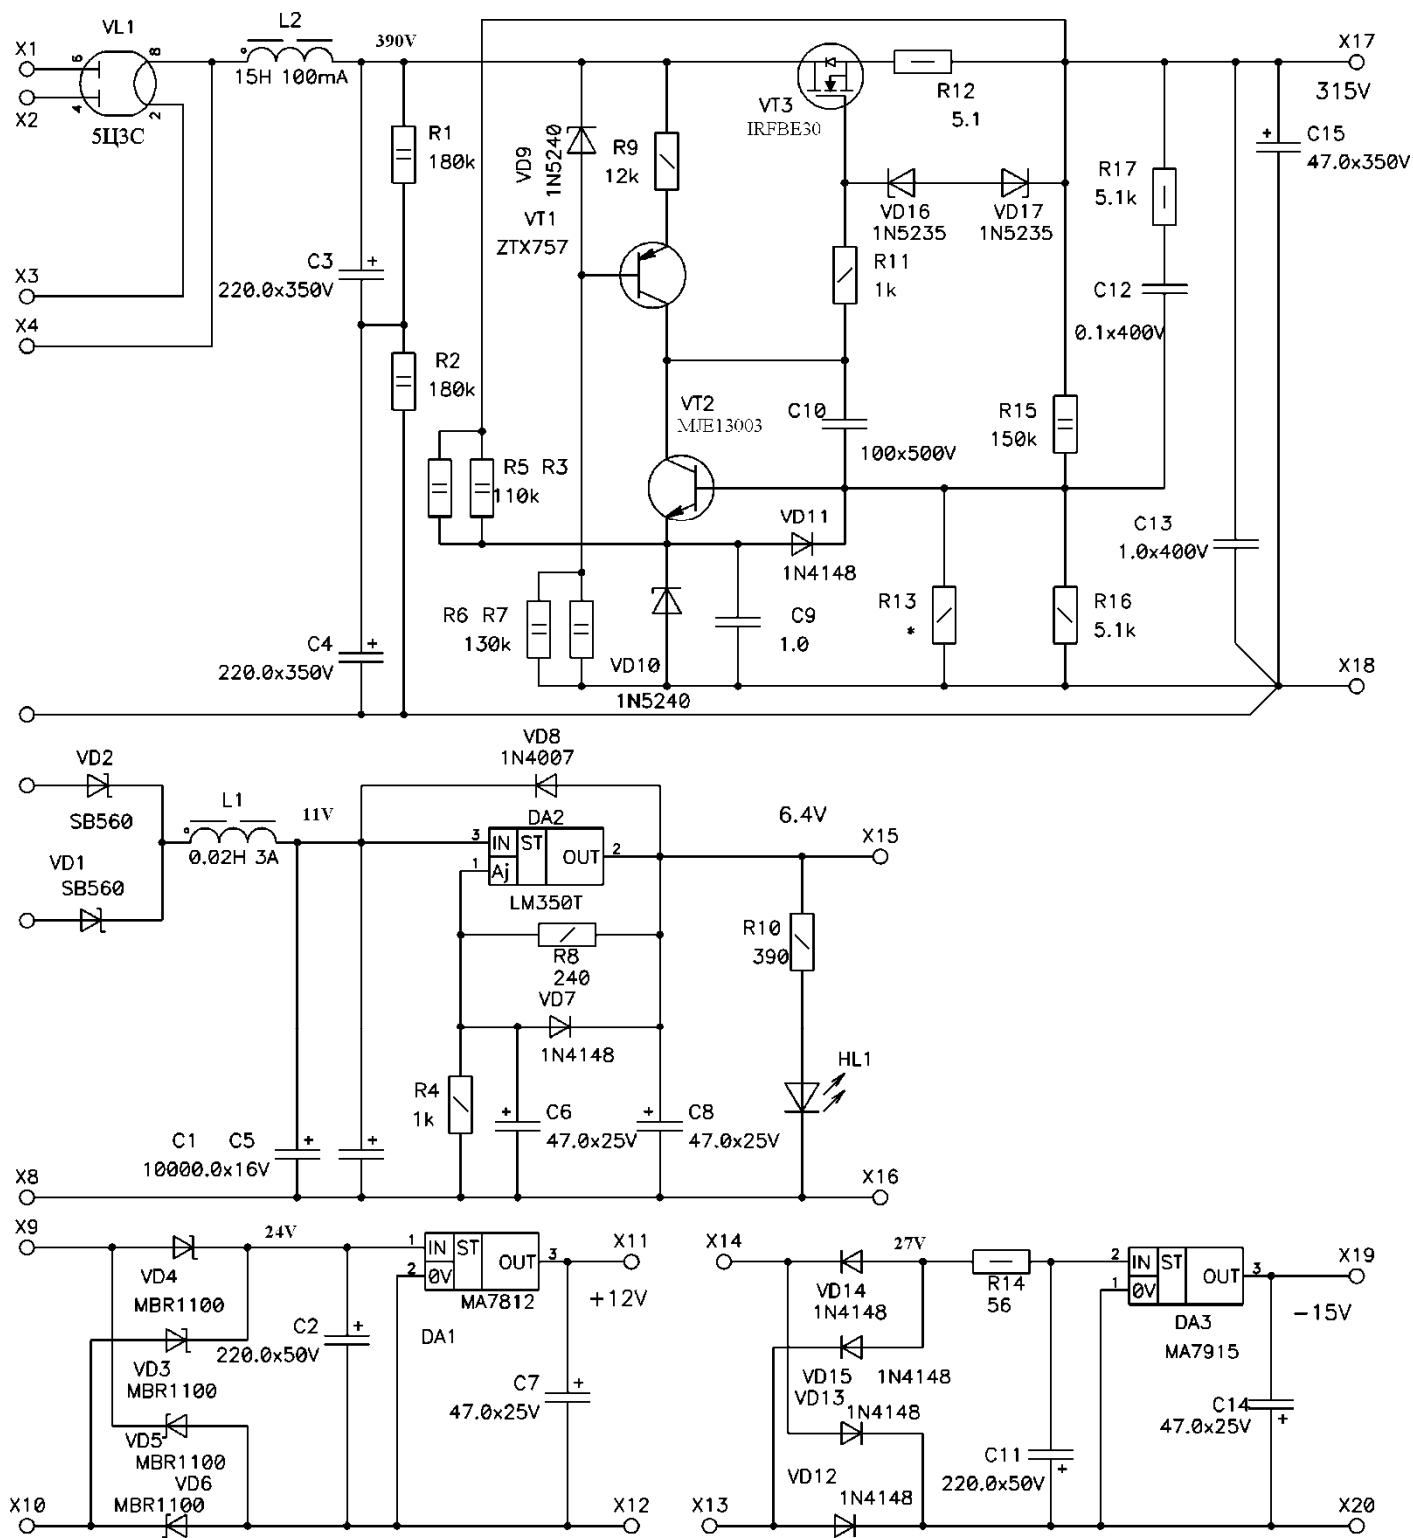 VL1
L2
X1
6
8
390V
X17
X2
4
2
15H 100mA
5Ц3С
VT3
IRFBE30
R12
5.1
315V
VD9
1N5240
R9
12k
R1
180k
C15
47.0x350V
R17
5.1k
VT1
ZTX757
VD16
1N5235
VD17
1N5235
X3
C3
220.0x350V
R11
1k
C12
0.1x400V
X4
R2
180k
VT2
MJE13003
C10
100x500V
R15
150k
R5 R3
110k
VD11
1N4148
C13
1.0x400V
R6 R7
130k
C9
1.0
R13
*
R16
5.1k
C4
220.0x350V
VD10
1N5240
X18
VD2
SB560
VD8
1N4007
L1
11V
DA2
6.4V
X15
0.02H 3A
3
IN
ST
OUT
2
1
Aj
LM350T
VD1
SB560
R8
240
R10
390
VD7
1N4148
HL1
R4
1k
C6
47.0x25V
C8
47.0x25V
C1 C5
10000.0x16V
X8
X16
X9
24V
1
IN
ST
OUT
3
X11
2
0V
VD4
MBR1100
MA7812
+12V
C2
220.0x50V
DA1
VD3
MBR1100
C7
47.0x25V
VD5
MBR1100
VD6
MBR1100
X10
X12
X14
27V
2
IN
ST
OUT
3
X19
1
0V
VD14
1N4148
R14
56
DA3
MA7915
-15V
VD15
1N4148
VD13
1N4148
C14
47.0x25V
VD12
1N4148
C11
220.0x50V
X13
X20